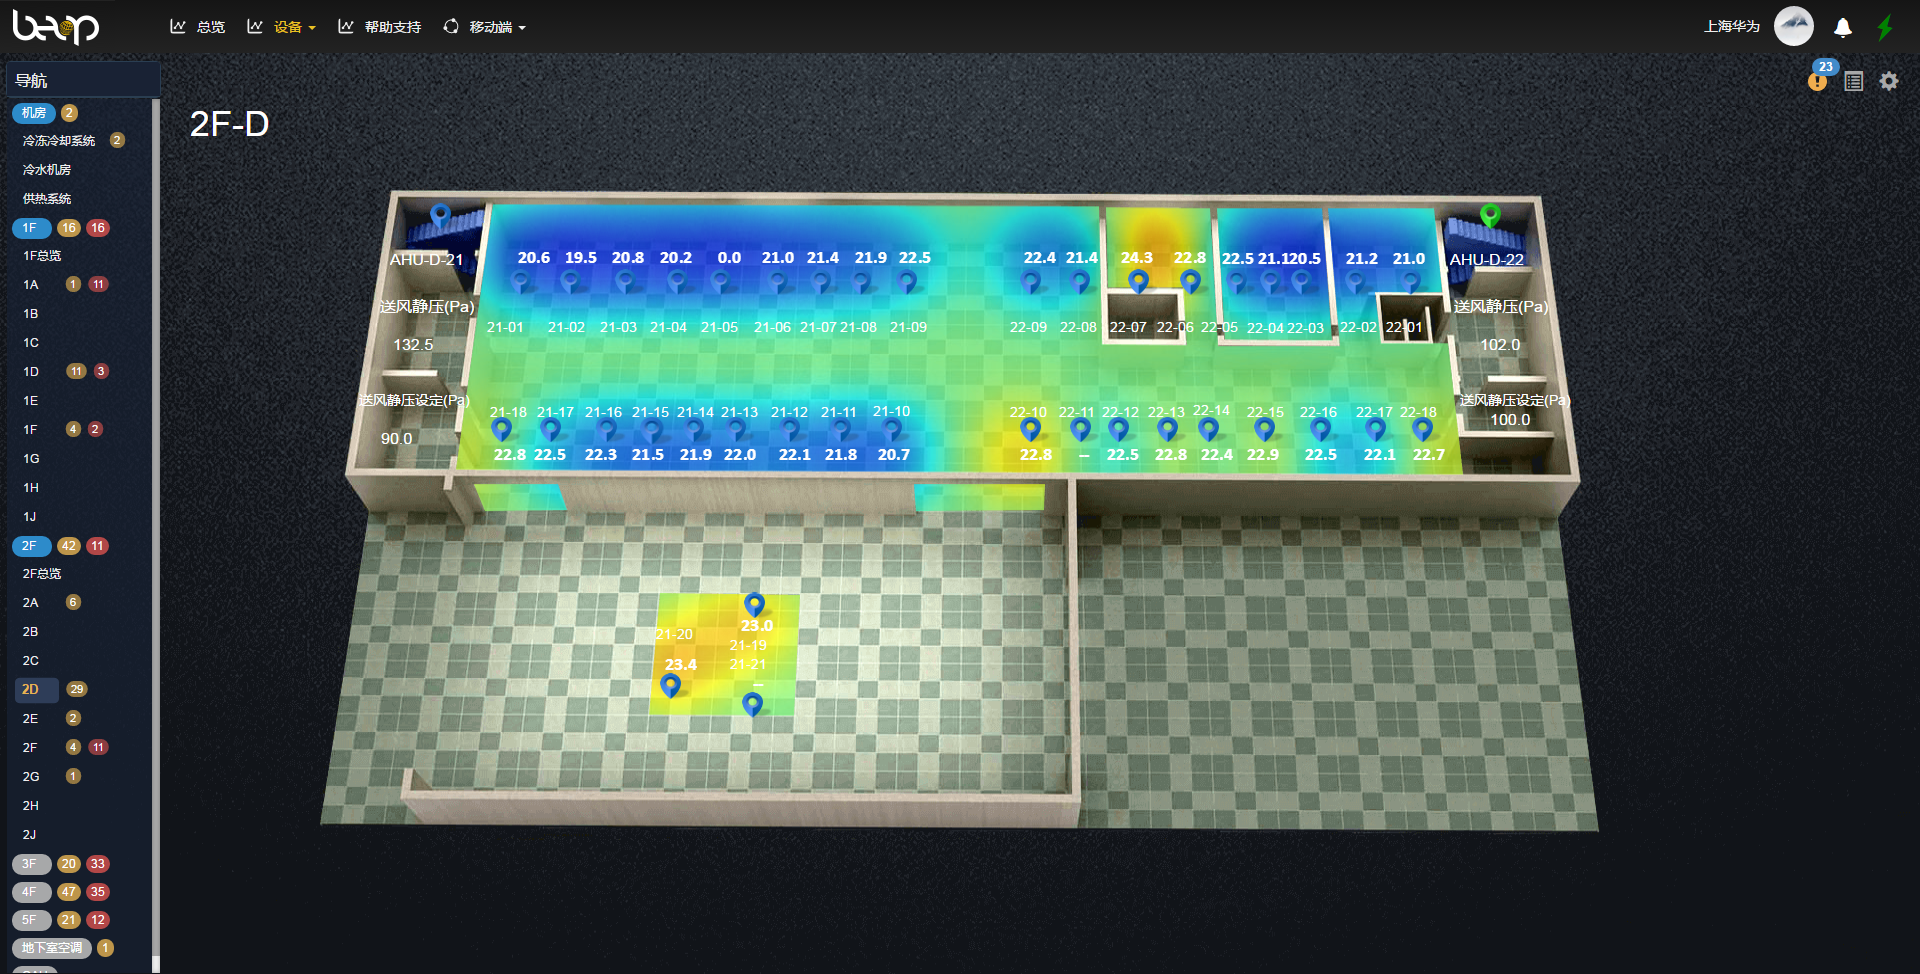 beop
总览
设备
帮助支持
移动端
上海华为
23
导航
机房 2
冷冻冷却系统 2
冷水机房
供热系统
1F 16 16
1F总览
1A 1 11
1B
1C
1D 11 3
1E
1F 4 2
1G
1H
1J
2F 42 11
2F总览
2A 6
2B
2C
2D 29
2E 2
2F 4 11
2G 1
2H
2J
3F 20 33
4F 47 35
5F 21 12
地下室空调 1
2F-D
20.6 19.5 20.8 20.2 0.0 21.0 21.4 21.9 22.5 22.4 21.4 24.3 22.8 22.5 21.1 20.5 21.2 21.0
AHU-D-21
AHU-D-22
送风静压(Pa)
送风静压(Pa)
21-01 21-02 21-03 21-04 21-05 21-06 21-07 21-08 21-09 22-09 22-08 22-07 22-06 22-05 22-04 22-03 22-02 22-01
132.5
102.0
送风静压设定(Pa)
送风静压设定(Pa)
21-18 21-17 21-16 21-15 21-14 21-13 21-12 21-11 21-10 22-10 22-11 22-12 22-13 22-14 22-15 22-16 22-17 22-18
90.0
100.0
22.8 22.5 22.3 21.5 21.9 22.0 22.1 21.8 20.7 22.8 – 22.5 22.8 22.4 22.9 22.5 22.1 22.7
23.0
21-20
21-19
23.4
21-21
–